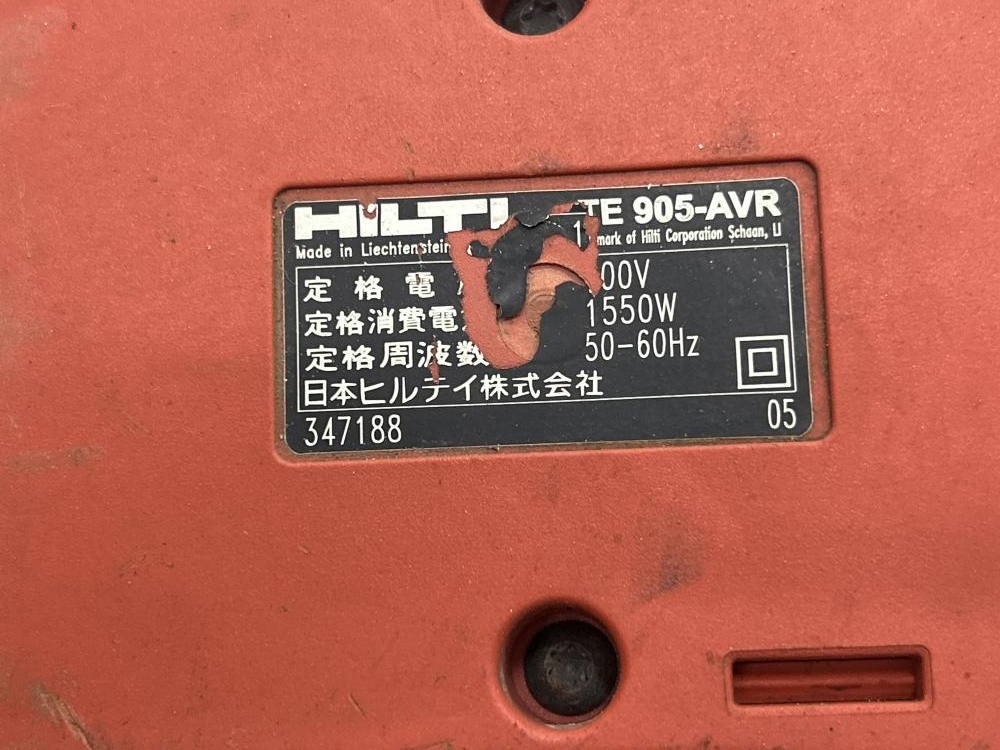 HILTI TE 905-AVR
Made in Liechtenstein of Hilti Corporation Schaan, LI
定格電 00V
定格消費電 1550W
定格周波数 50-60Hz
日本ヒルテイ株式会社
347188 05